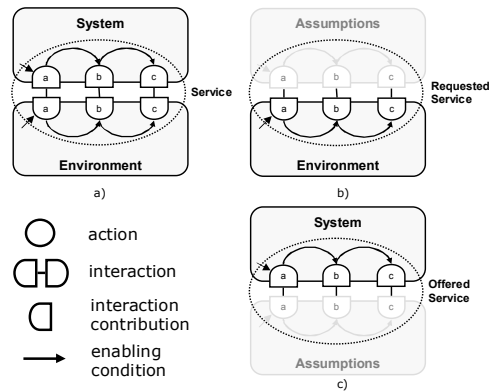 System
a b c
Service
a b c
Environment
a)
Assumptions
a b c
Requested
Service
a b c
Environment
b)
action
interaction
interaction
contribution
enabling
condition
System
a b c
Offered
Service
a b c
Assumptions
c)